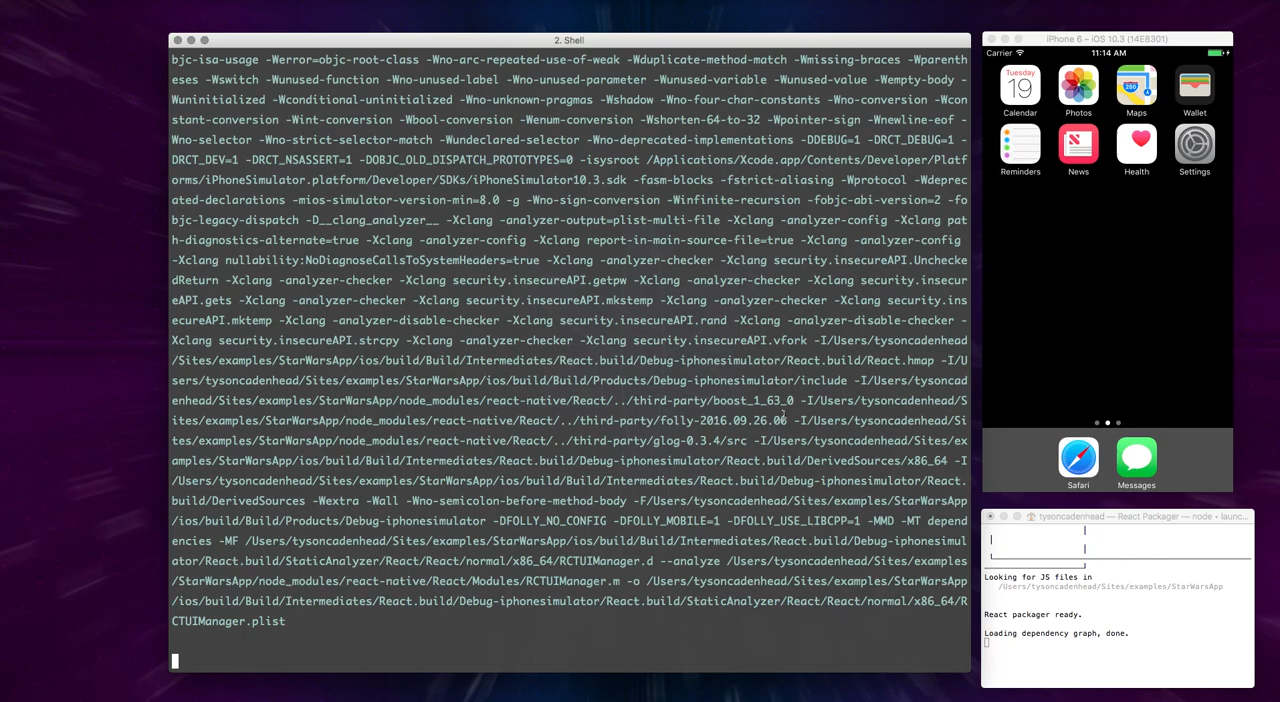 2. Shell
bjc-isa-usage -Werror=objc-root-class -Wno-arc-repeated-use-of-weak -Wduplicate-method-match -Wmissing-braces -Wparenth
eses -Wswitch -Wunused-function -Wno-unused-label -Wno-unused-parameter -Wunused-variable -Wunused-value -Wempty-body -
Wuninitialized -Wconditional-uninitialized -Wno-unknown-pragmas -Wshadow -Wno-four-char-constants -Wno-conversion -Wcon
stant-conversion -Wint-conversion -Wbool-conversion -Wenum-conversion -Wshorten-64-to-32 -Wpointer-sign -Wnewline-eof -
Wno-selector -Wno-strict-selector-match -Wundeclared-selector -Wno-deprecated-implementations -DDEBUG=1 -DRCT_DEBUG=1 -
DRCT_DEV=1 -DRCT_NSASSERT=1 -DOBJC_OLD_DISPATCH_PROTOTYPES=0 -isysroot /Applications/Xcode.app/Contents/Developer/Platf
orms/iPhoneSimulator.platform/Developer/SDKs/iPhoneSimulator10.3.sdk -fasm-blocks -fstrict-aliasing -Wprotocol -Wdeprec
ated-declarations -mios-simulator-version-min=8.0 -g -Wno-sign-conversion -Winfinite-recursion -fobjc-abi-version=2 -fo
bjc-legacy-dispatch -D__clang_analyzer__ -Xclang -analyzer-output=plist-multi-file -Xclang -analyzer-config -Xclang pat
h-diagnostics-alternate=true -Xclang -analyzer-config -Xclang report-in-main-source-file=true -Xclang -analyzer-config
-Xclang nullability:NoDiagnoseCallsToSystemHeaders=true -Xclang -analyzer-checker -Xclang security.insecureAPI.Unchecke
dReturn -Xclang -analyzer-checker -Xclang security.insecureAPI.getpw -Xclang -analyzer-checker -Xclang security.insecur
eAPI.gets -Xclang -analyzer-checker -Xclang security.insecureAPI.mkstemp -Xclang -analyzer-checker -Xclang security.ins
ecureAPI.mktemp -Xclang -analyzer-disable-checker -Xclang security.insecureAPI.rand -Xclang -analyzer-disable-checker -
Xclang security.insecureAPI.strcpy -Xclang -analyzer-checker -Xclang security.insecureAPI.vfork -I/Users/tysoncadenhead
/Sites/examples/StarWarsApp/ios/build/Build/Intermediates/React.build/Debug-iphonesimulator/React.build/React.hmap -I/U
sers/tysoncadenhead/Sites/examples/StarWarsApp/ios/build/Build/Products/Debug-iphonesimulator/include -I/Users/tysoncad
enhead/Sites/examples/StarWarsApp/node_modules/react-native/React/../third-party/boost_1_63_0 -I/Users/tysoncadenhead/S
ites/examples/StarWarsApp/node_modules/react-native/React/../third-party/folly-2016.09.26.00 -I/Users/tysoncadenhead/Si
tes/examples/StarWarsApp/node_modules/react-native/React/../third-party/glog-0.3.4/src -I/Users/tysoncadenhead/Sites/ex
amples/StarWarsApp/ios/build/Build/Intermediates/React.build/Debug-iphonesimulator/React.build/DerivedSources/x86_64 -I
/Users/tysoncadenhead/Sites/examples/StarWarsApp/ios/build/Build/Intermediates/React.build/Debug-iphonesimulator/React.
build/DerivedSources -Wextra -Wall -Wno-semicolon-before-method-body -F/Users/tysoncadenhead/Sites/examples/StarWarsApp
/ios/build/Build/Products/Debug-iphonesimulator -DFOLLY_NO_CONFIG -DFOLLY_MOBILE=1 -DFOLLY_USE_LIBCPP=1 -MMD -MT depend
encies -MF /Users/tysoncadenhead/Sites/examples/StarWarsApp/ios/build/Build/Intermediates/React.build/Debug-iphonesimul
ator/React.build/StaticAnalyzer/React/React/normal/x86_64/RCTUIManager.d --analyze /Users/tysoncadenhead/Sites/examples
/StarWarsApp/node_modules/react-native/React/Modules/RCTUIManager.m -o /Users/tysoncadenhead/Sites/examples/StarWarsApp
/ios/build/Build/Intermediates/React.build/Debug-iphonesimulator/React.build/StaticAnalyzer/React/React/normal/x86_64/R
CTUIManager.plist
iPhone 6 – iOS 10.3 (14E8301)
Carrier 11:14 AM
Tuesday
19
280
Calendar Photos Maps Wallet
Reminders News Health Settings
Safari Messages
tysoncadenhead — React Packager — node • launc...
Looking for JS files in
/Users/tysoncadenhead/Sites/examples/StarWarsApp
React packager ready.
Loading dependency graph, done.